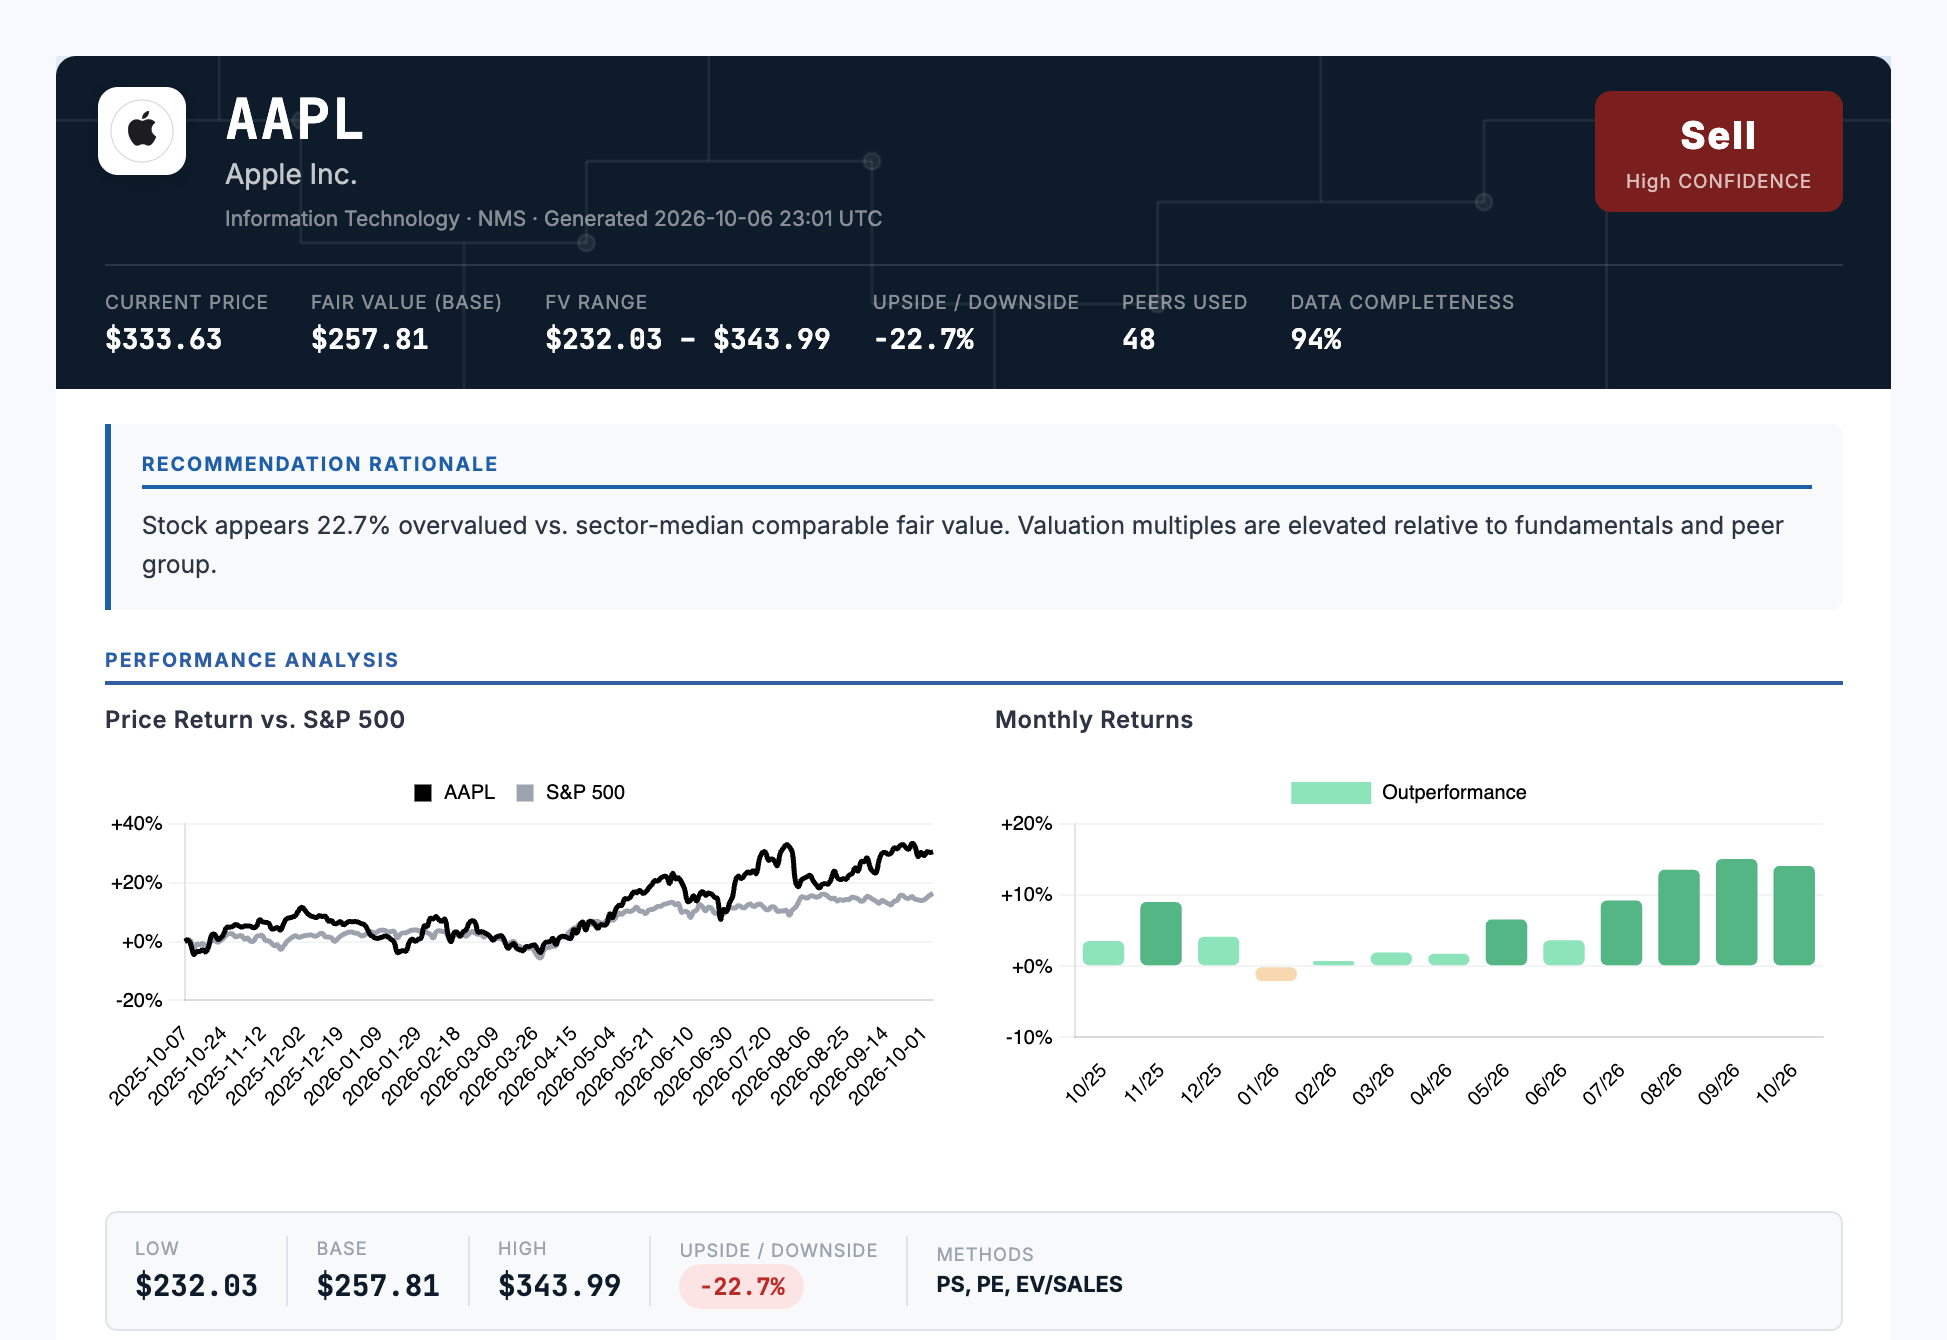 AAPL
Apple Inc.
Information Technology · NMS · Generated 2026-10-06 23:01 UTC
Sell
High CONFIDENCE
CURRENT PRICE
$333.63
FAIR VALUE (BASE)
$257.81
FV RANGE
$232.03 – $343.99
UPSIDE / DOWNSIDE
-22.7%
PEERS USED
48
DATA COMPLETENESS
94%
RECOMMENDATION RATIONALE
Stock appears 22.7% overvalued vs. sector-median comparable fair value. Valuation multiples are elevated relative to fundamentals and peer
group.
PERFORMANCE ANALYSIS
Price Return vs. S&P 500
AAPL
S&P 500
+40%
+20%
+0%
-20%
2025-10-07
2025-10-24
2025-11-12
2025-12-02
2025-12-19
2026-01-09
2026-01-29
2026-02-18
2026-03-09
2026-03-26
2026-04-15
2026-05-04
2026-05-21
2026-06-10
2026-06-30
2026-07-20
2026-08-06
2026-08-25
2026-09-14
2026-10-01
Monthly Returns
Outperformance
+20%
+10%
+0%
-10%
10/25
11/25
12/25
01/26
02/26
03/26
04/26
05/26
06/26
07/26
08/26
09/26
10/26
LOW
$232.03
BASE
$257.81
HIGH
$343.99
UPSIDE / DOWNSIDE
-22.7%
METHODS
PS, PE, EV/SALES